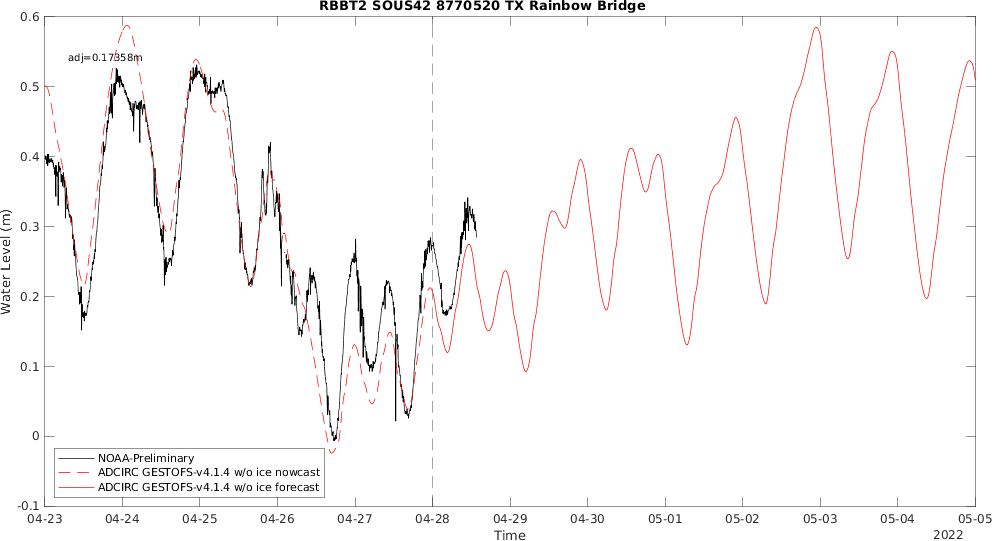 RBBT2 SOUS42 8770520 TX Rainbow Bridge
adj=0.17358m
Water Level (m)
0.6
0.5
0.4
0.3
0.2
0.1
0
-0.1
NOAA-Preliminary
ADCIRC GESTOFS-v4.1.4 w/o ice nowcast
ADCIRC GESTOFS-v4.1.4 w/o ice forecast
04-23 04-24 04-25 04-26 04-27 04-28 04-29 04-30 05-01 05-02 05-03 05-04 05-05
Time
2022